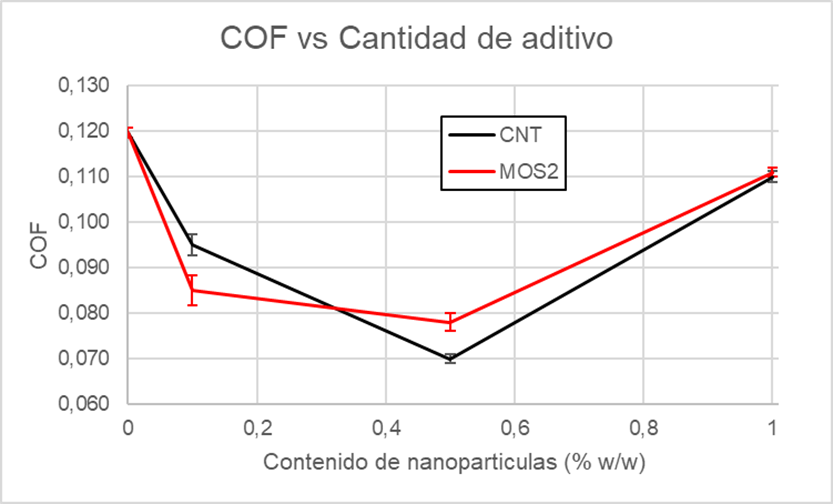 COF vs Cantidad de aditivo
0,130
0,120
0,110
0,100
0,090
0,080
0,070
0,060
COF
CNT
MOS2
0 0,2 0,4 0,6 0,8 1
Contenido de nanoparticulas (% w/w)